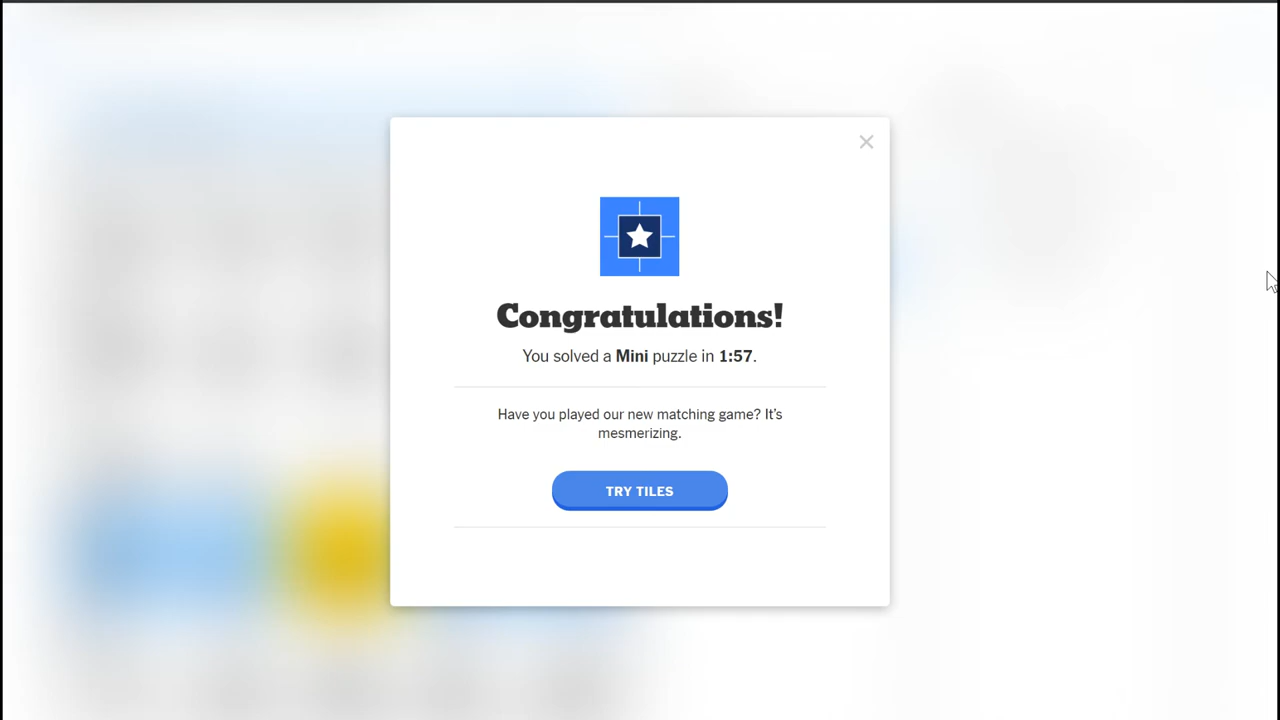 Congratulations!
You solved a Mini puzzle in 1:57.
Have you played our new matching game? It's
mesmerizing.
TRY TILES